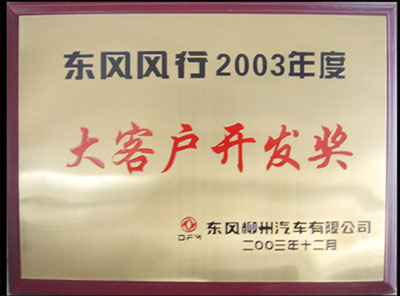 东风风行2003年度
大客户开发奖
DFM 东风柳州汽车有限公司
二〇〇三年十二月